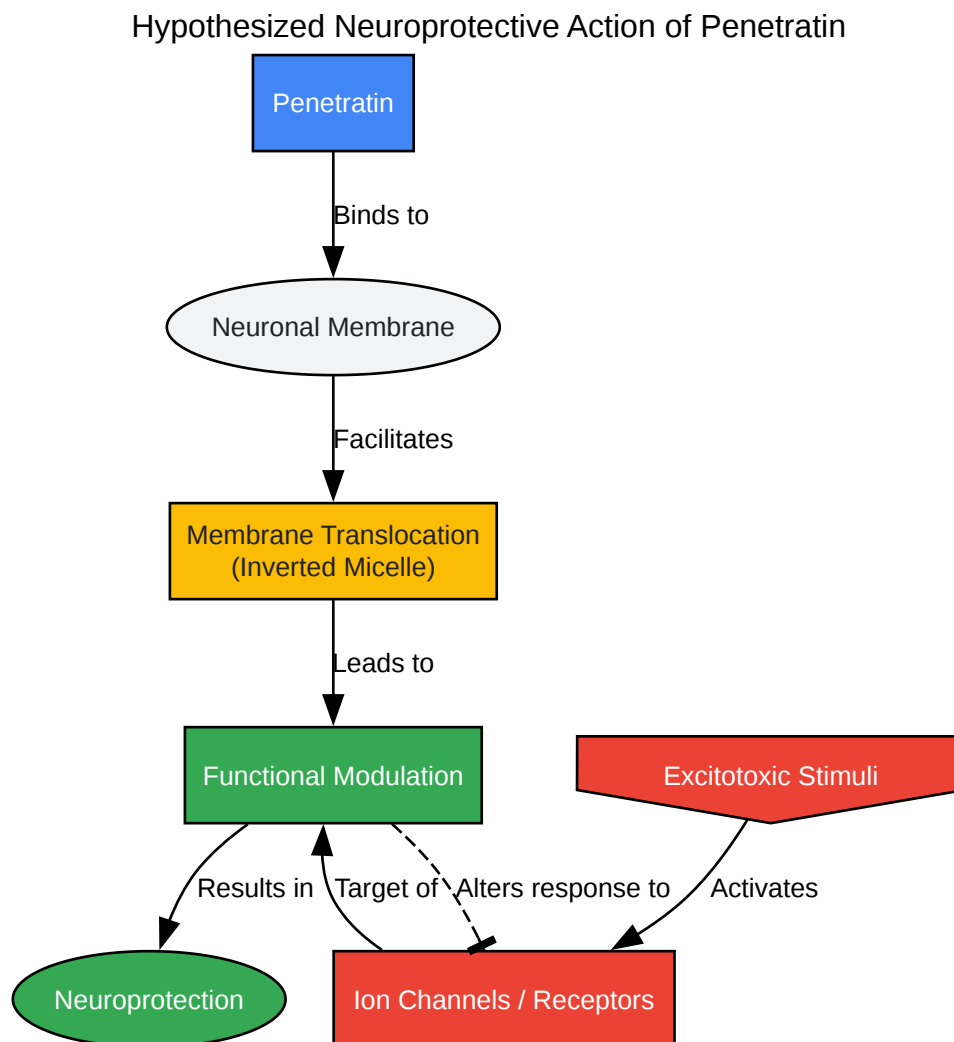 Hypothesized Neuroprotective Action of Penetratin
Penetratin
Binds to
Neuronal Membrane
Facilitates
Membrane Translocation
(Inverted Micelle)
Leads to
Functional Modulation
Excitotoxic Stimuli
Results in
Target of
Alters response to
Activates
Neuroprotection
Ion Channels / Receptors